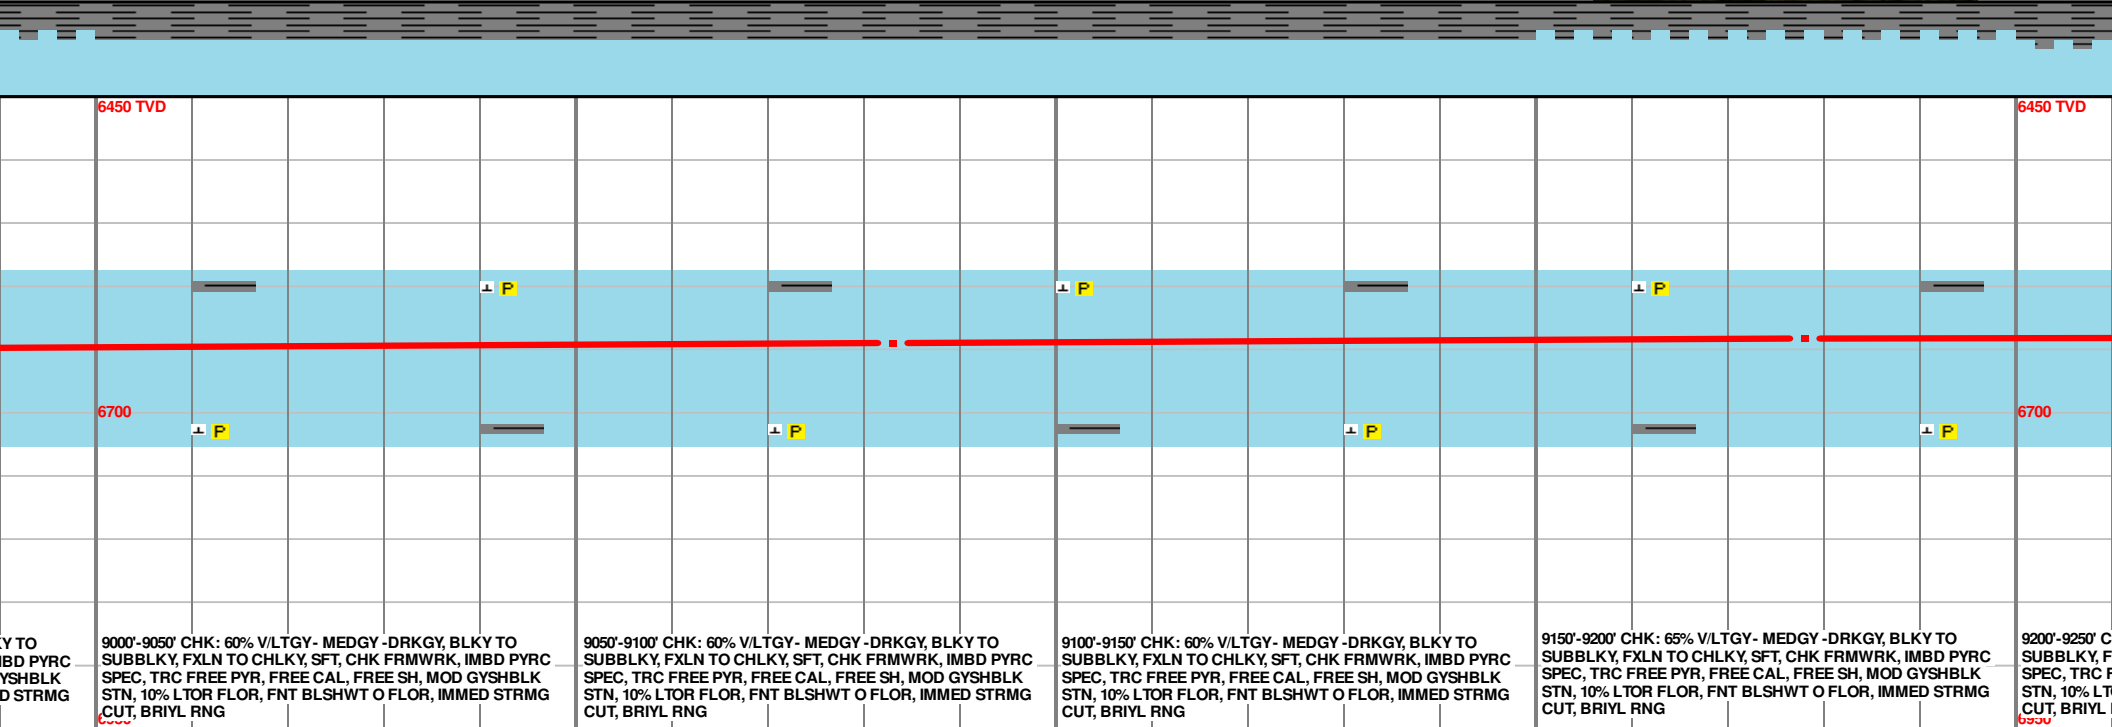 6450 TVD
6450 TVD
P
P
P
6700
6700
P
P
P
P
Y TO
BD PYRC
YSHBLK
D STRMG
9000'-9050' CHK: 60% V/LTGY- MEDGY -DRKGY, BLKY TO
SUBBLKY, FXLN TO CHLKY, SFT, CHK FRMWRK, IMBD PYRC
SPEC, TRC FREE PYR, FREE CAL, FREE SH, MOD GYSHBLK
STN, 10% LTOR FLOR, FNT BLSHWT O FLOR, IMMED STRMG
CUT, BRIYL RNG
9050'-9100' CHK: 60% V/LTGY- MEDGY -DRKGY, BLKY TO
SUBBLKY, FXLN TO CHLKY, SFT, CHK FRMWRK, IMBD PYRC
SPEC, TRC FREE PYR, FREE CAL, FREE SH, MOD GYSHBLK
STN, 10% LTOR FLOR, FNT BLSHWT O FLOR, IMMED STRMG
CUT, BRIYL RNG
9100'-9150' CHK: 60% V/LTGY- MEDGY -DRKGY, BLKY TO
SUBBLKY, FXLN TO CHLKY, SFT, CHK FRMWRK, IMBD PYRC
SPEC, TRC FREE PYR, FREE CAL, FREE SH, MOD GYSHBLK
STN, 10% LTOR FLOR, FNT BLSHWT O FLOR, IMMED STRMG
CUT, BRIYL RNG
9150'-9200' CHK: 65% V/LTGY- MEDGY -DRKGY, BLKY TO
SUBBLKY, FXLN TO CHLKY, SFT, CHK FRMWRK, IMBD PYRC
SPEC, TRC FREE PYR, FREE CAL, FREE SH, MOD GYSHBLK
STN, 10% LTOR FLOR, FNT BLSHWT O FLOR, IMMED STRMG
CUT, BRIYL RNG
9200'-9250' C
SUBBLKY, F
SPEC, TRC F
STN, 10% LT
CUT, BRIYL
6950